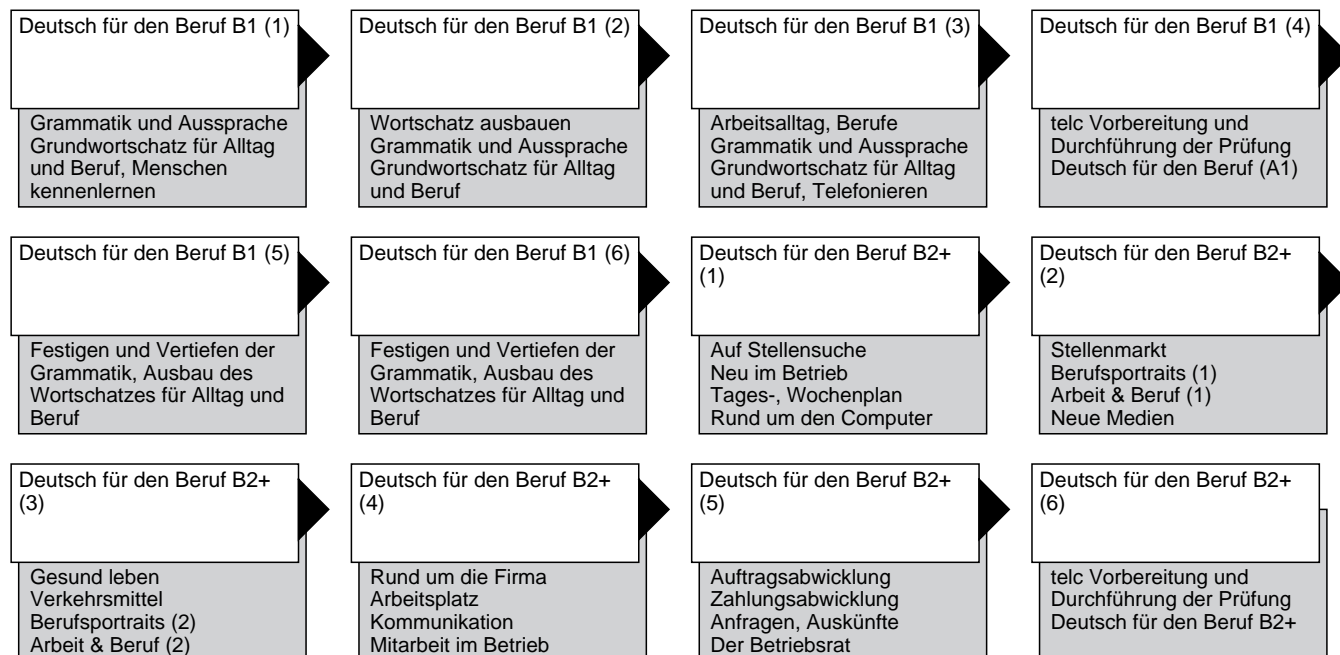 Deutsch für den Beruf B1 (1)
Grammatik und Aussprache
Grundwortschatz für Alltag
und Beruf, Menschen
kennenlernen
Deutsch für den Beruf B1 (2)
Wortschatz ausbauen
Grammatik und Aussprache
Grundwortschatz für Alltag
und Beruf
Deutsch für den Beruf B1 (3)
Arbeitsalltag, Berufe
Grammatik und Aussprache
Grundwortschatz für Alltag
und Beruf, Telefonieren
Deutsch für den Beruf B1 (4)
telc Vorbereitung und
Durchführung der Prüfung
Deutsch für den Beruf (A1)
Deutsch für den Beruf B1 (5)
Festigen und Vertiefen der
Grammatik, Ausbau des
Wortschatzes für Alltag und
Beruf
Deutsch für den Beruf B1 (6)
Festigen und Vertiefen der
Grammatik, Ausbau des
Wortschatzes für Alltag und
Beruf
Deutsch für den Beruf B2+
(1)
Auf Stellensuche
Neu im Betrieb
Tages-, Wochenplan
Rund um den Computer
Deutsch für den Beruf B2+
(2)
Stellenmarkt
Berufsportraits (1)
Arbeit & Beruf (1)
Neue Medien
Deutsch für den Beruf B2+
(3)
Gesund leben
Verkehrsmittel
Berufsportraits (2)
Arbeit & Beruf (2)
Deutsch für den Beruf B2+
(4)
Rund um die Firma
Arbeitsplatz
Kommunikation
Mitarbeit im Betrieb
Deutsch für den Beruf B2+
(5)
Auftragsabwicklung
Zahlungsabwicklung
Anfragen, Auskünfte
Der Betriebsrat
Deutsch für den Beruf B2+
(6)
telc Vorbereitung und
Durchführung der Prüfung
Deutsch für den Beruf B2+